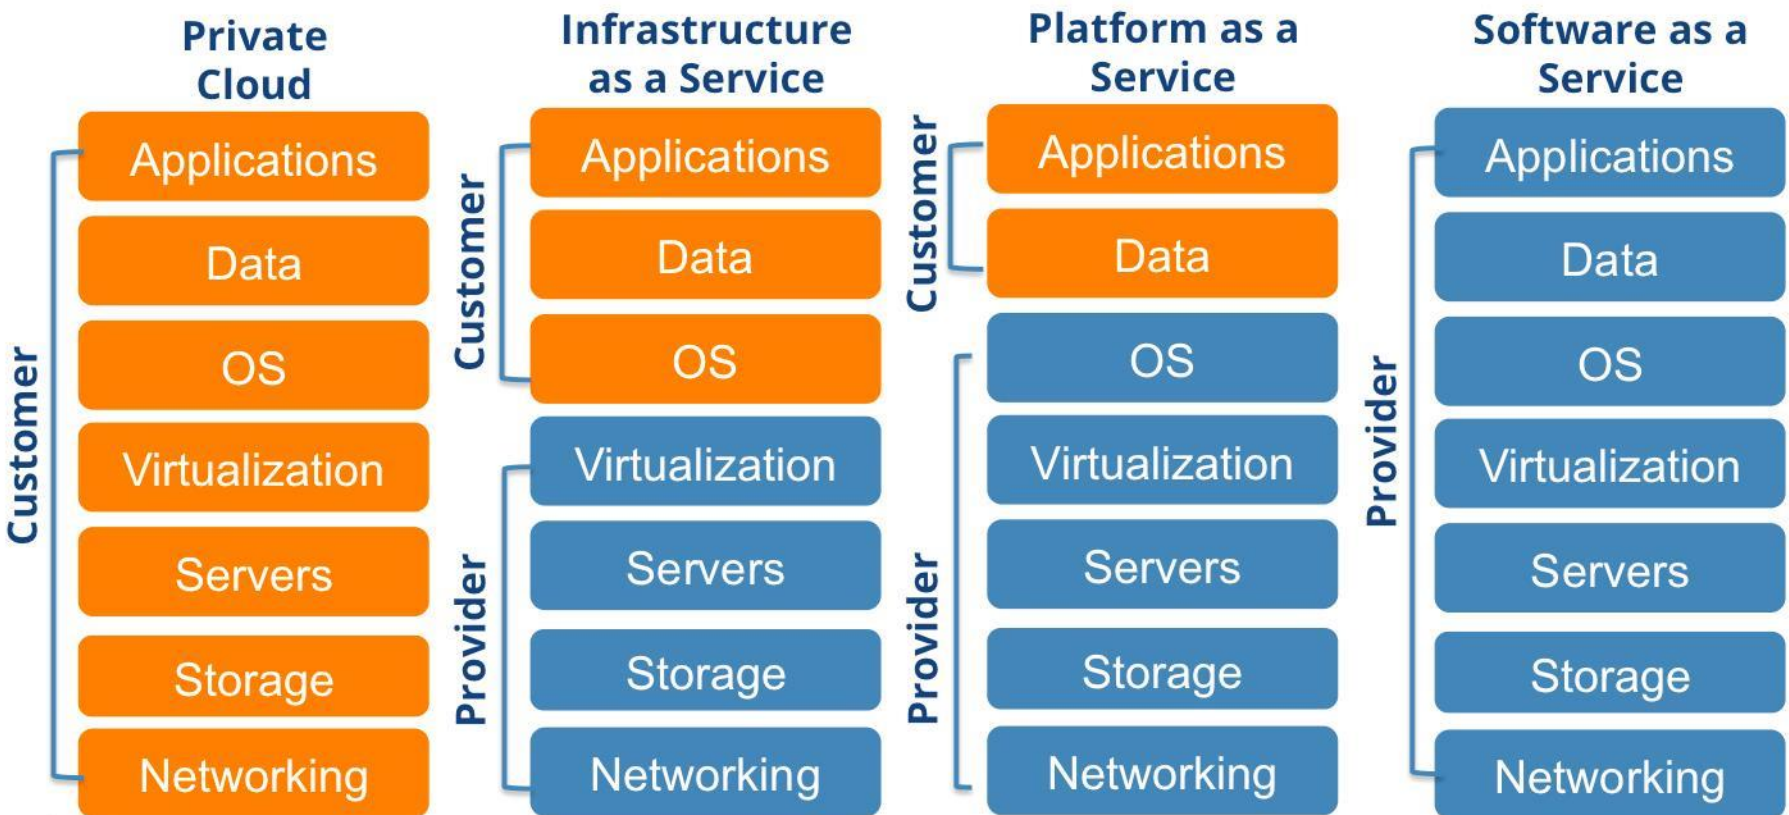 Private
Cloud
Customer
Applications
Data
OS
Virtualization
Servers
Storage
Networking
Infrastructure
as a Service
Customer
Applications
Data
OS
Provider
Virtualization
Servers
Storage
Networking
Platform as a
Service
Customer
Applications
Data
Provider
OS
Virtualization
Servers
Storage
Networking
Software as a
Service
Provider
Applications
Data
OS
Virtualization
Servers
Storage
Networking